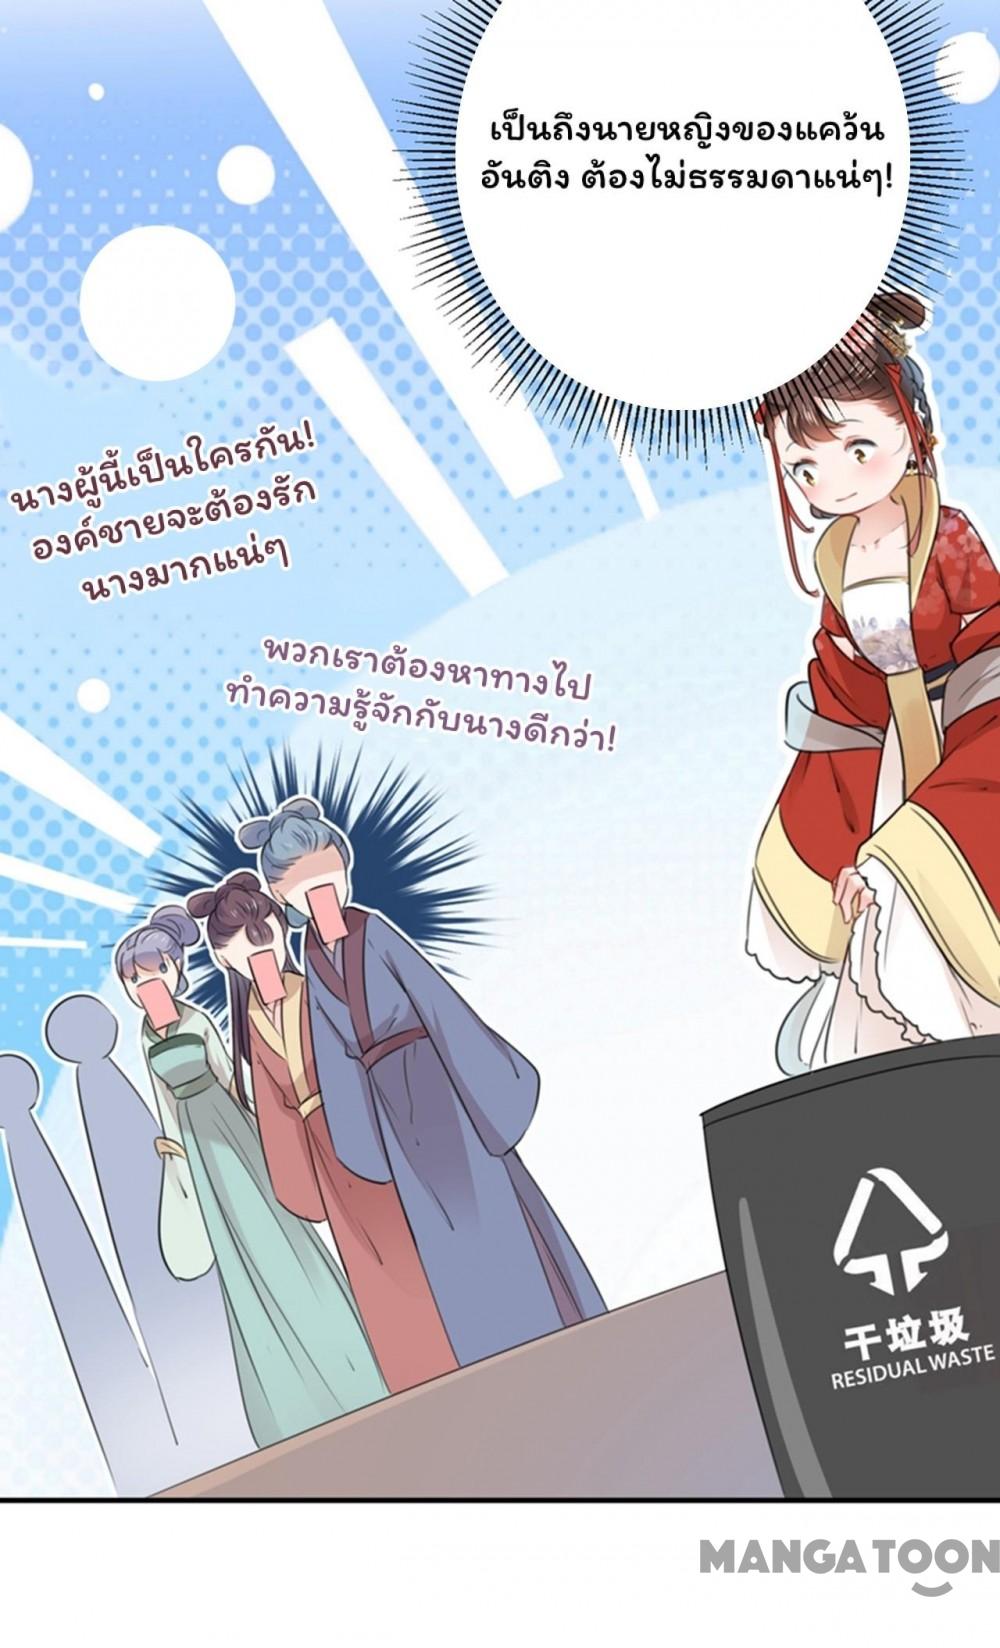 เป็นถึงนายหญิงของแคว้น
อันติง ต้องไม่ธรรมดาแน่ๆ!
นางผู้นี้เป็นใครกัน!
องค์ชายจะต้องรัก
นางมากแน่ๆ
พวกเราต้องหาทางไป
ทำความรู้จักกับนางดีกว่า!
干垃圾
RESIDUAL WASTE
MANGATOON